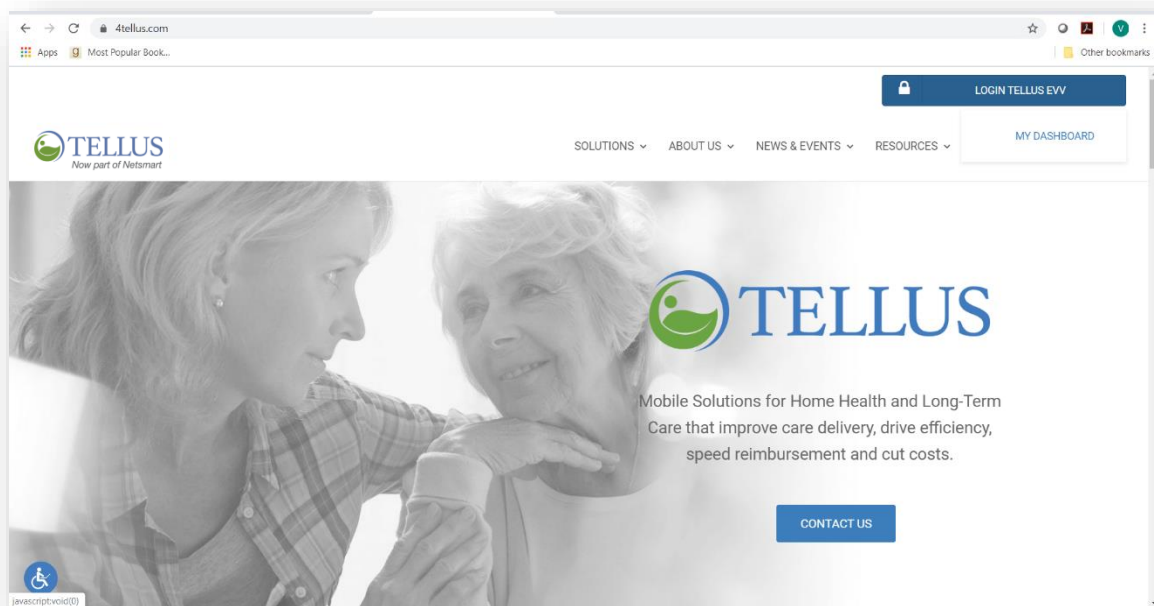 4tellus.com
V
Apps
g
Most Popular Book...
Other bookmarks
LOGIN TELLUS EVV
TELLUS
Now part of Netsmart
SOLUTIONS
ABOUT US
NEWS & EVENTS
RESOURCES
MY DASHBOARD
TELLUS
Mobile Solutions for Home Health and Long-Term
Care that improve care delivery, drive efficiency,
speed reimbursement and cut costs.
CONTACT US
javascript:void(0)